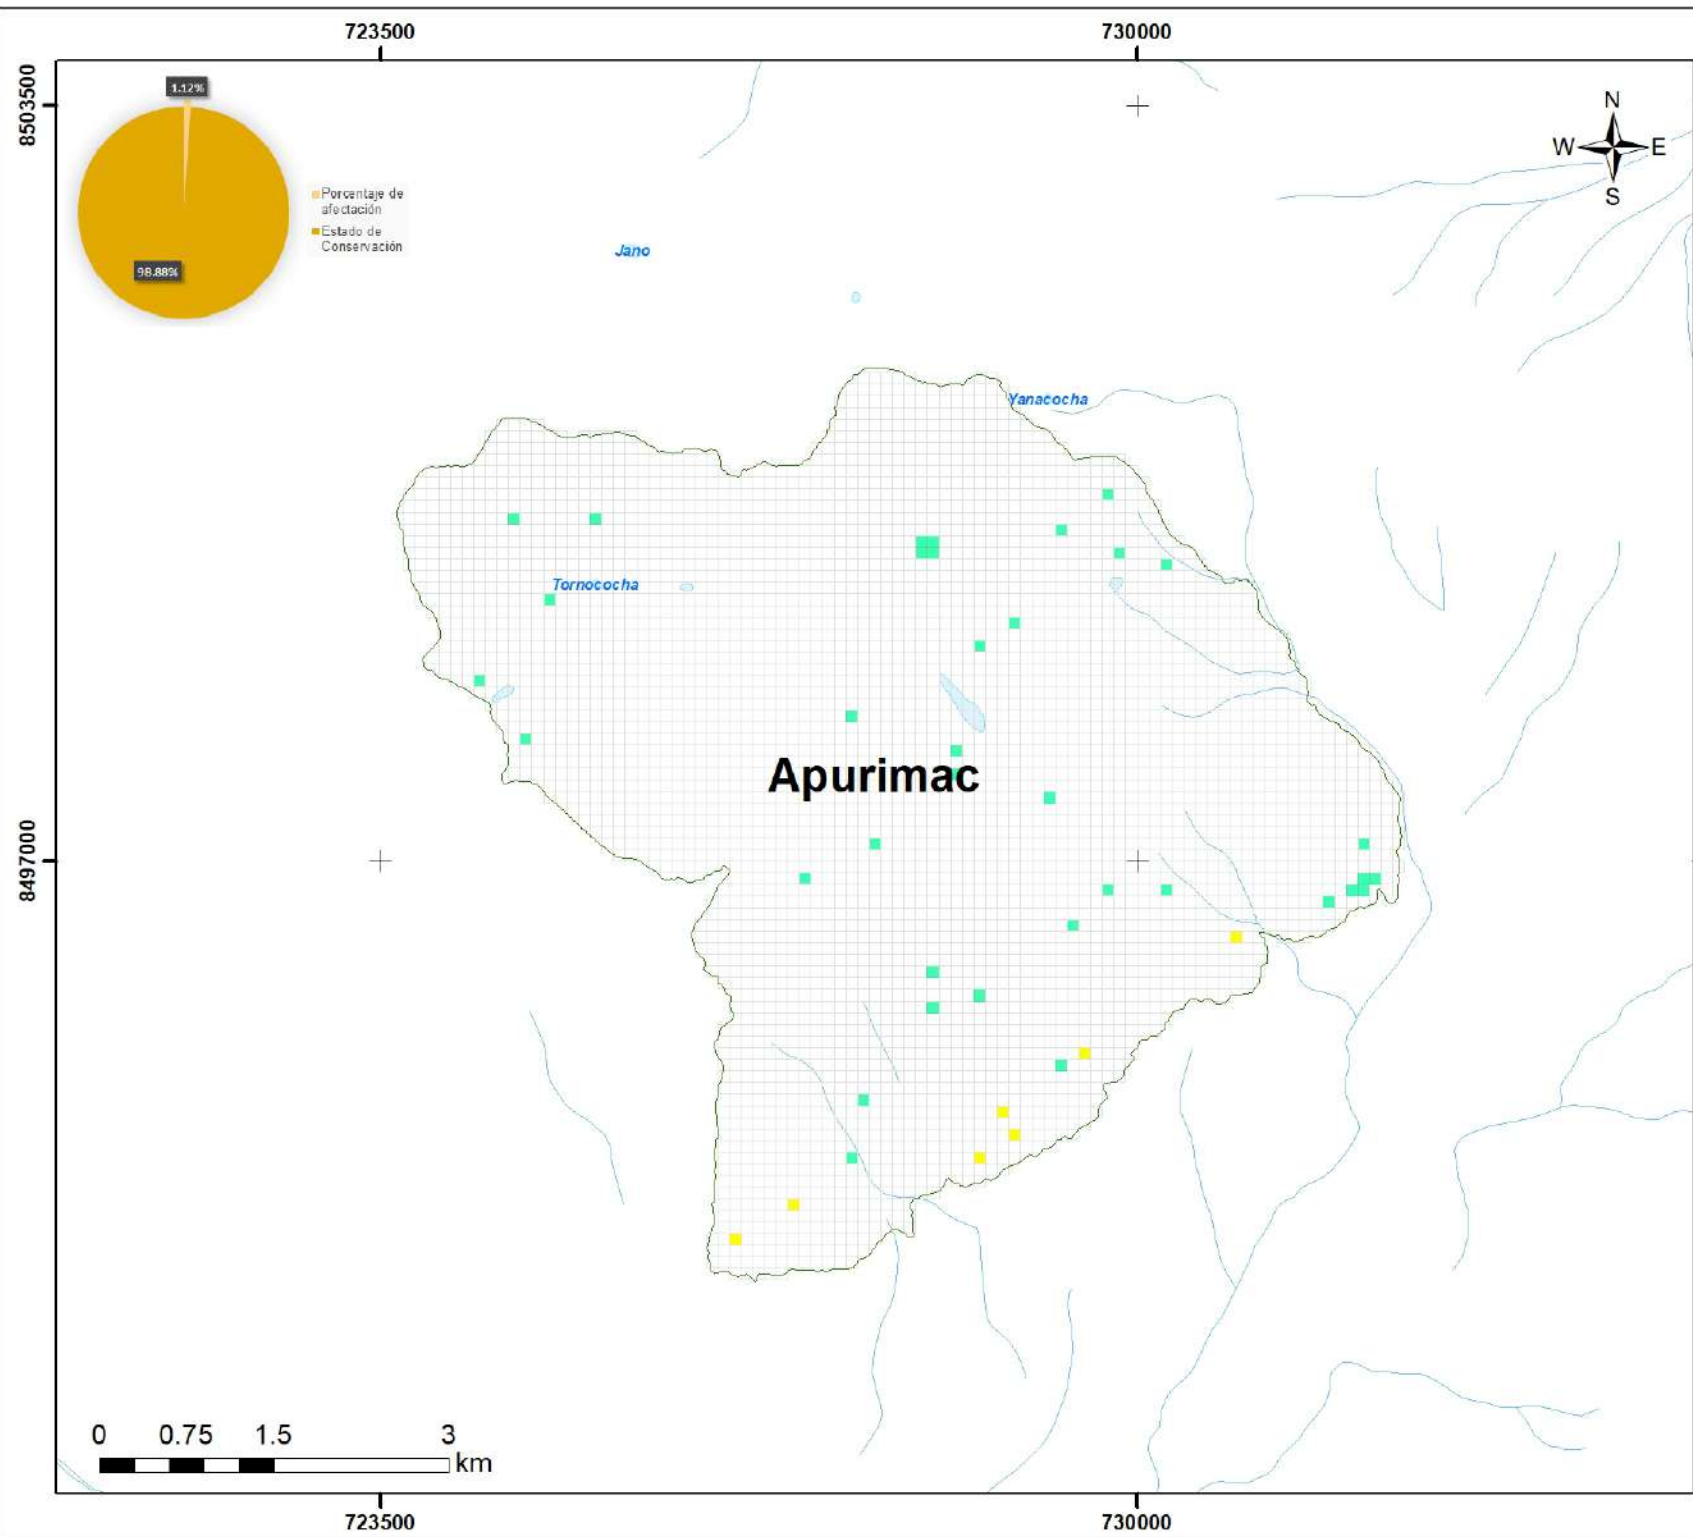 723500
730000
8503500
1.12%
N
W
E
S
Porcentaje de
afectación
Estado de
Conservación
Jano
98.88%
Yanacocha
Tornococha
Apurimac
8497000
0 0.75 1.5 3
km
723500
730000